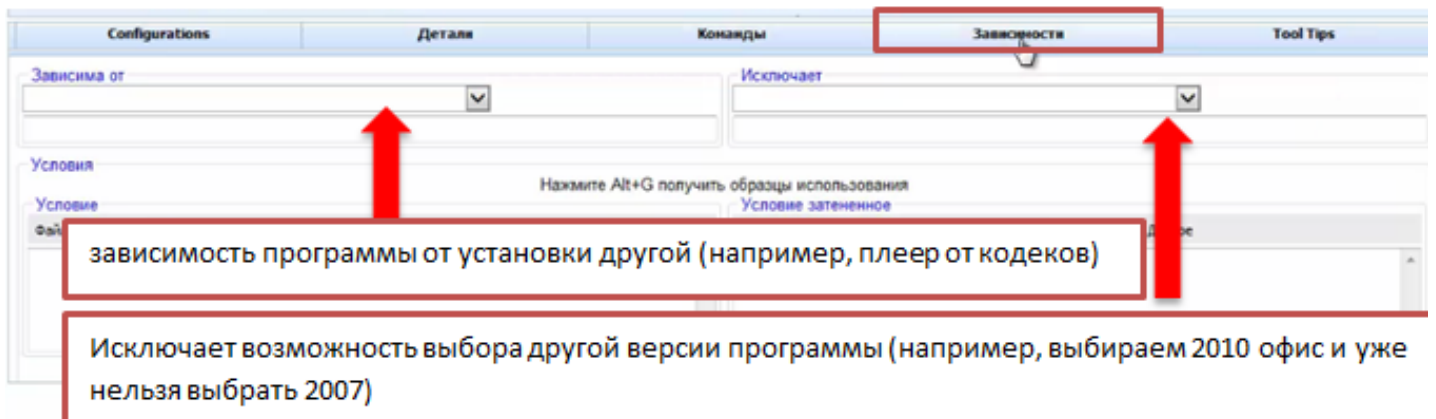 Configurations Детали Команды Зависимости Tool Tips
Зависима от Исключает
Условия
Нажмите Alt+G получить образцы использования
Условие Условие затененное
зависимость программы от установки другой (например, плеер от кодеков)
Исключает возможность выбора другой версии программы (например, выбираем 2010 офис и уже
нельзя выбрать 2007)